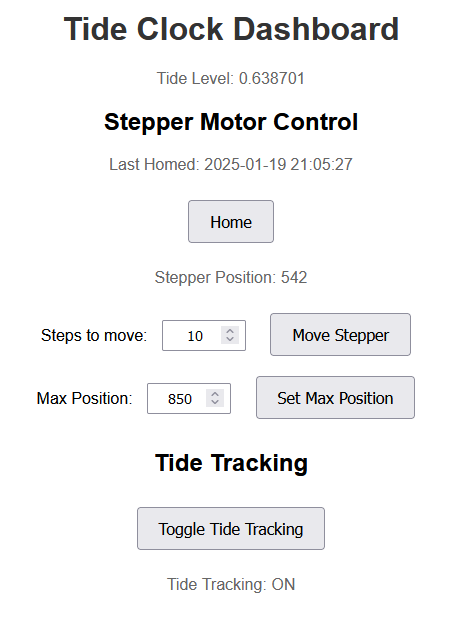 Tide Clock Dashboard
Tide Level: 0.638701
Stepper Motor Control
Last Homed: 2025-01-19 21:05:27
Home
Stepper Position: 542
Steps to move: 10 Move Stepper
Max Position: 850 Set Max Position
Tide Tracking
Toggle Tide Tracking
Tide Tracking: ON